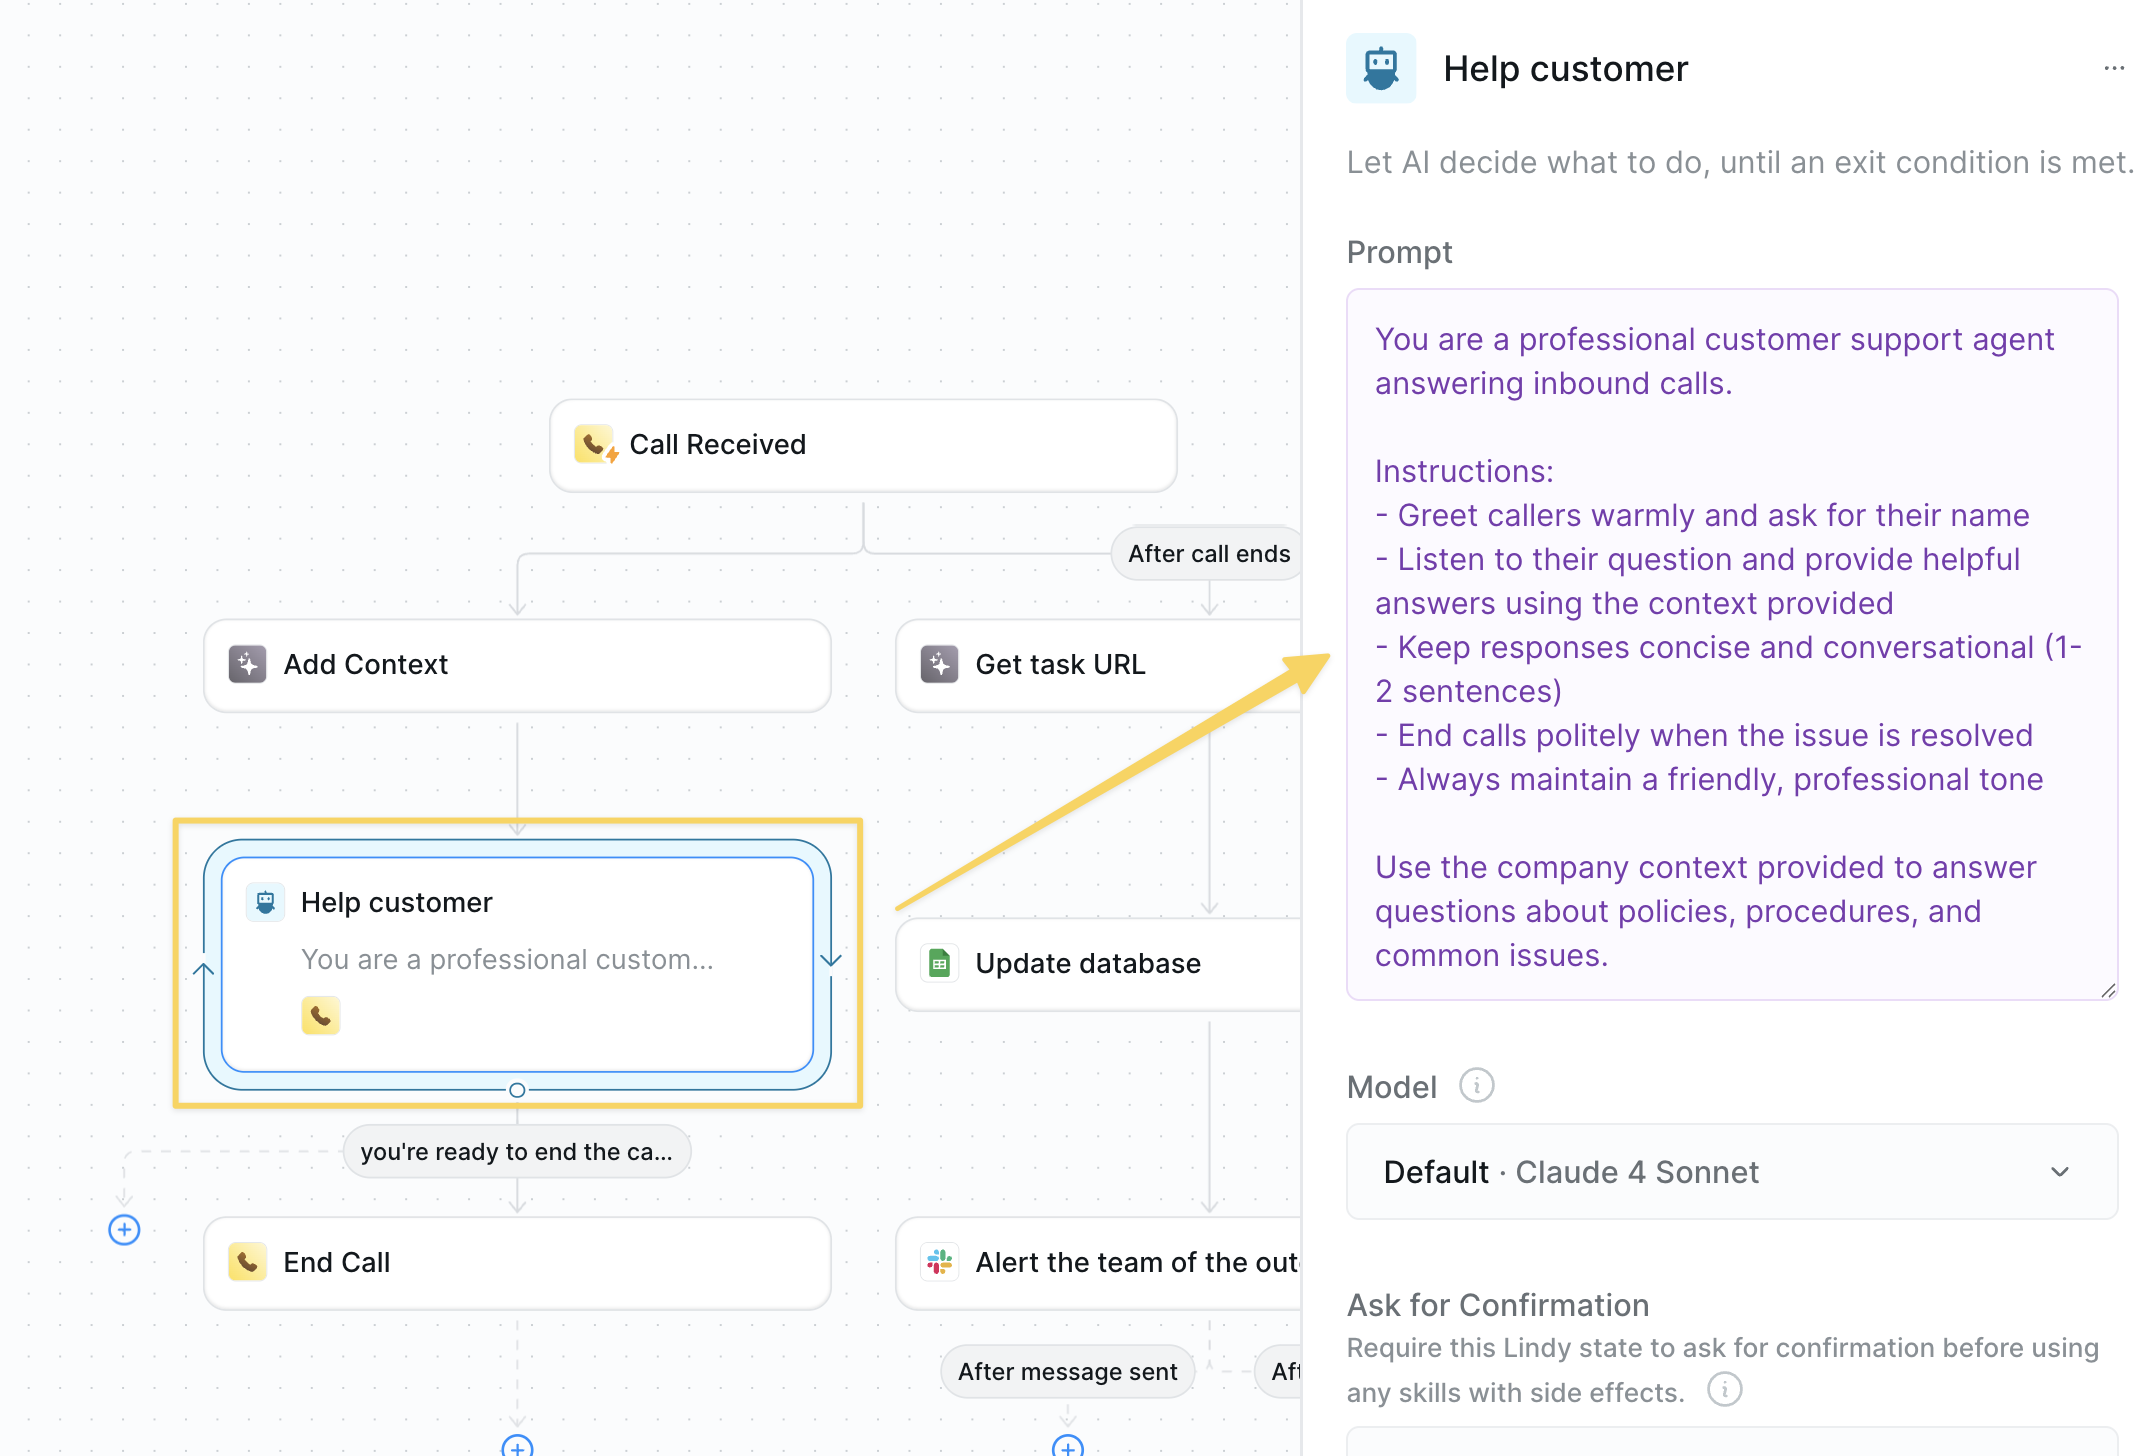 Call Received
After call ends
Add Context
Get task URL
Help customer
You are a professional custom...
Update database
you're ready to end the ca...
End Call
Alert the team of the out
After message sent
Aft
Help customer
Let AI decide what to do, until an exit condition is met.
Prompt
You are a professional customer support agent
answering inbound calls.
Instructions:
- Greet callers warmly and ask for their name
- Listen to their question and provide helpful
answers using the context provided
- Keep responses concise and conversational (1-
2 sentences)
- End calls politely when the issue is resolved
- Always maintain a friendly, professional tone
Use the company context provided to answer
questions about policies, procedures, and
common issues.
Model
Default · Claude 4 Sonnet
Ask for Confirmation
Require this Lindy state to ask for confirmation before using
any skills with side effects.